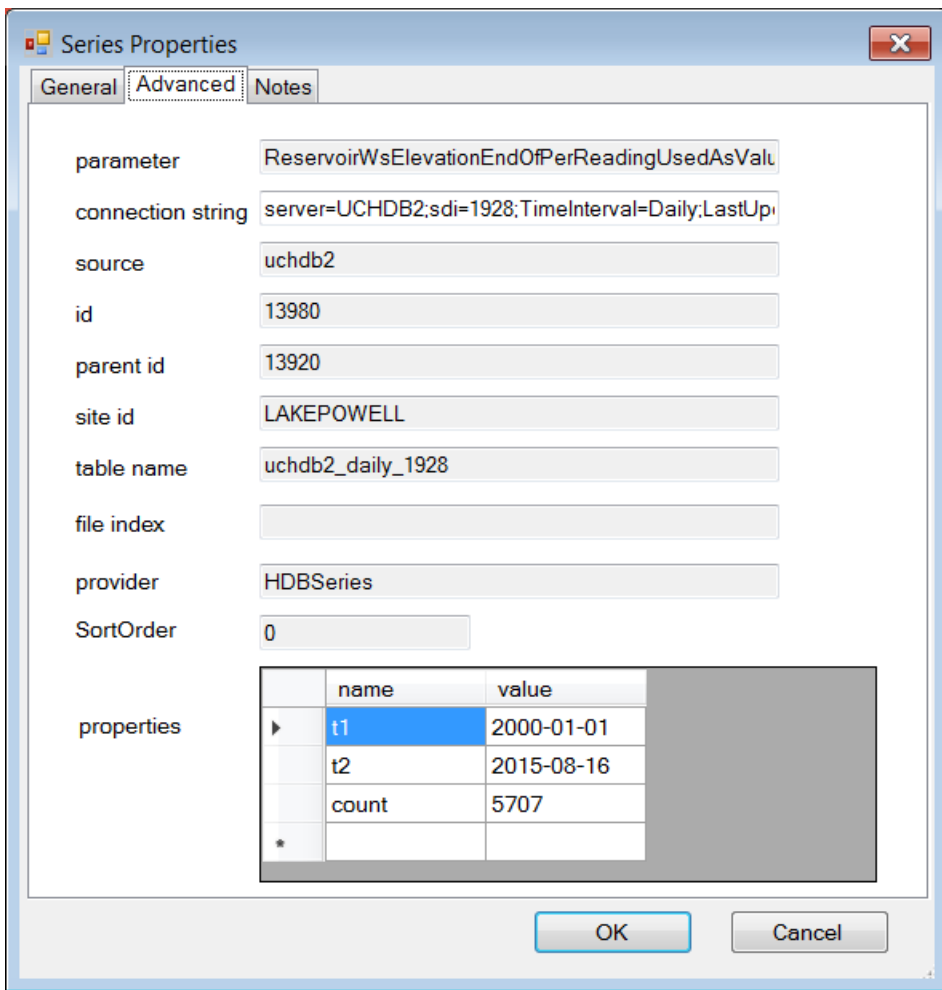 Series Properties
General Advanced Notes
parameter ReservoirWsElevationEndOfPerReadingUsedAsValu
connection string server=UCHDB2;sdi=1928;TimeInterval=Daily;LastUp
source uchdb2
id 13980
parent id 13920
site id LAKEPOWELL
table name uchdb2_daily_1928
file index
provider HDBSeries
SortOrder 0
name value
properties t1 2000-01-01
t2 2015-08-16
count 5707
*
OK Cancel